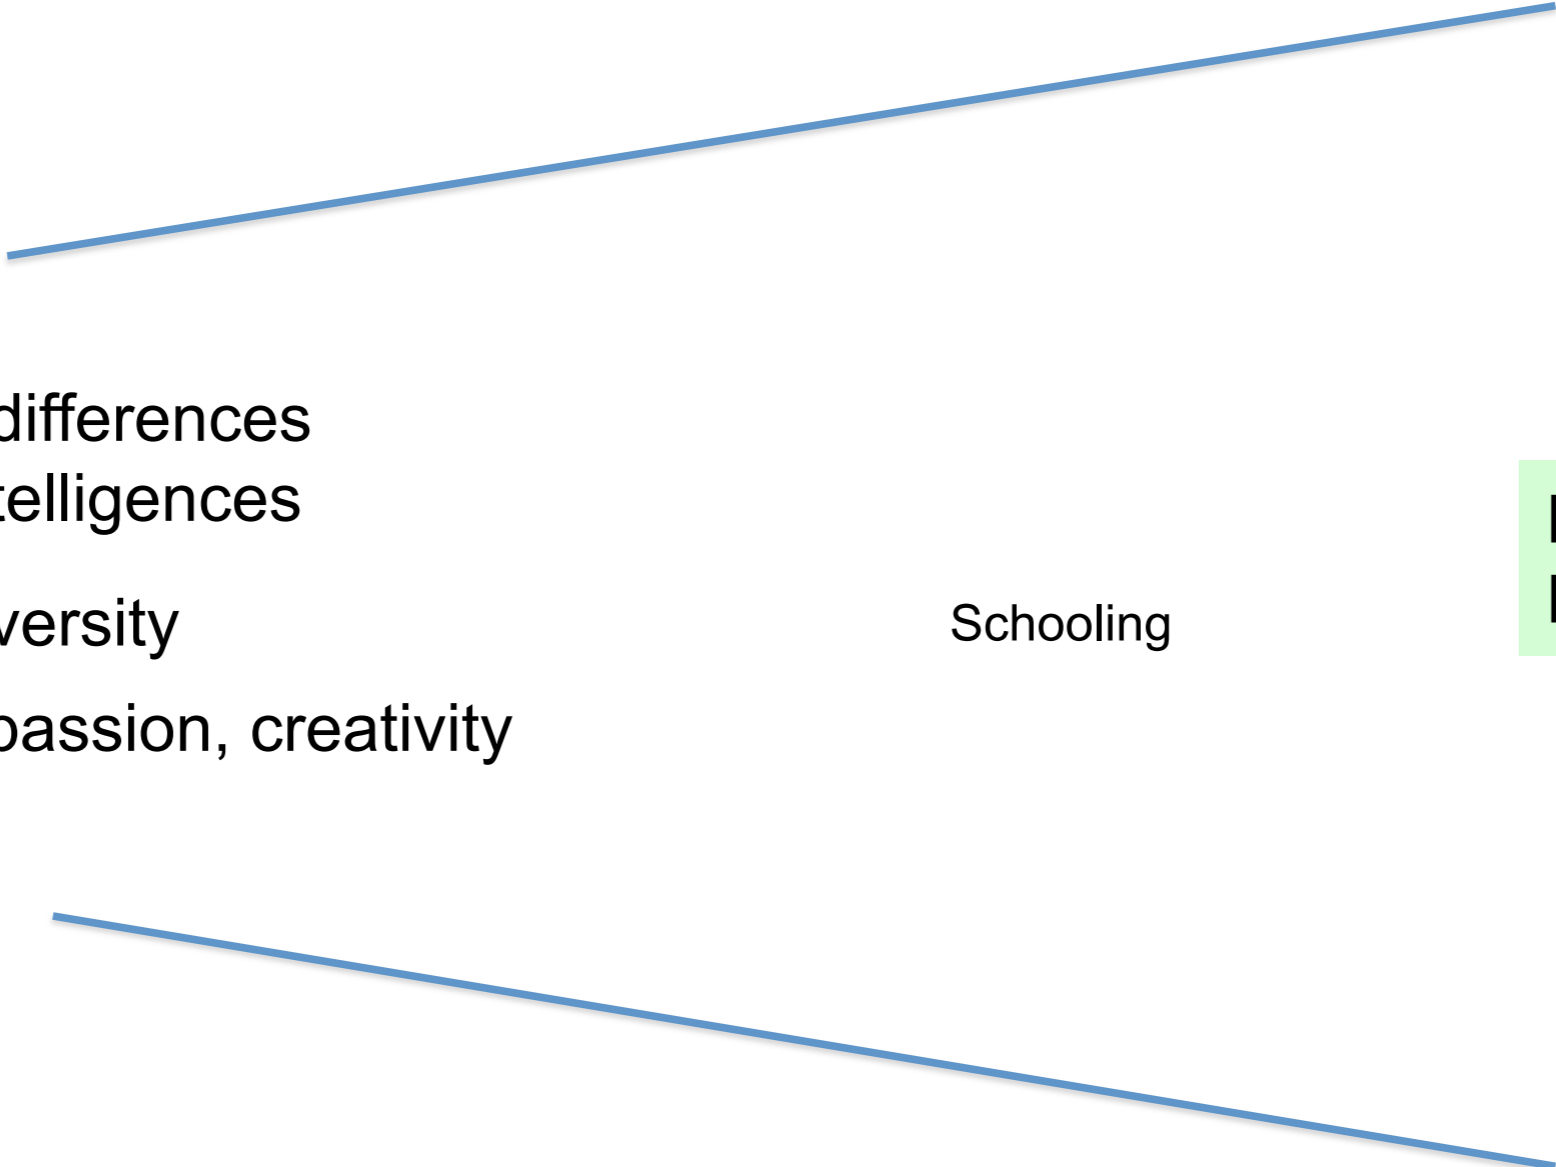 differences
telligences
versity
Schooling
passion, creativity